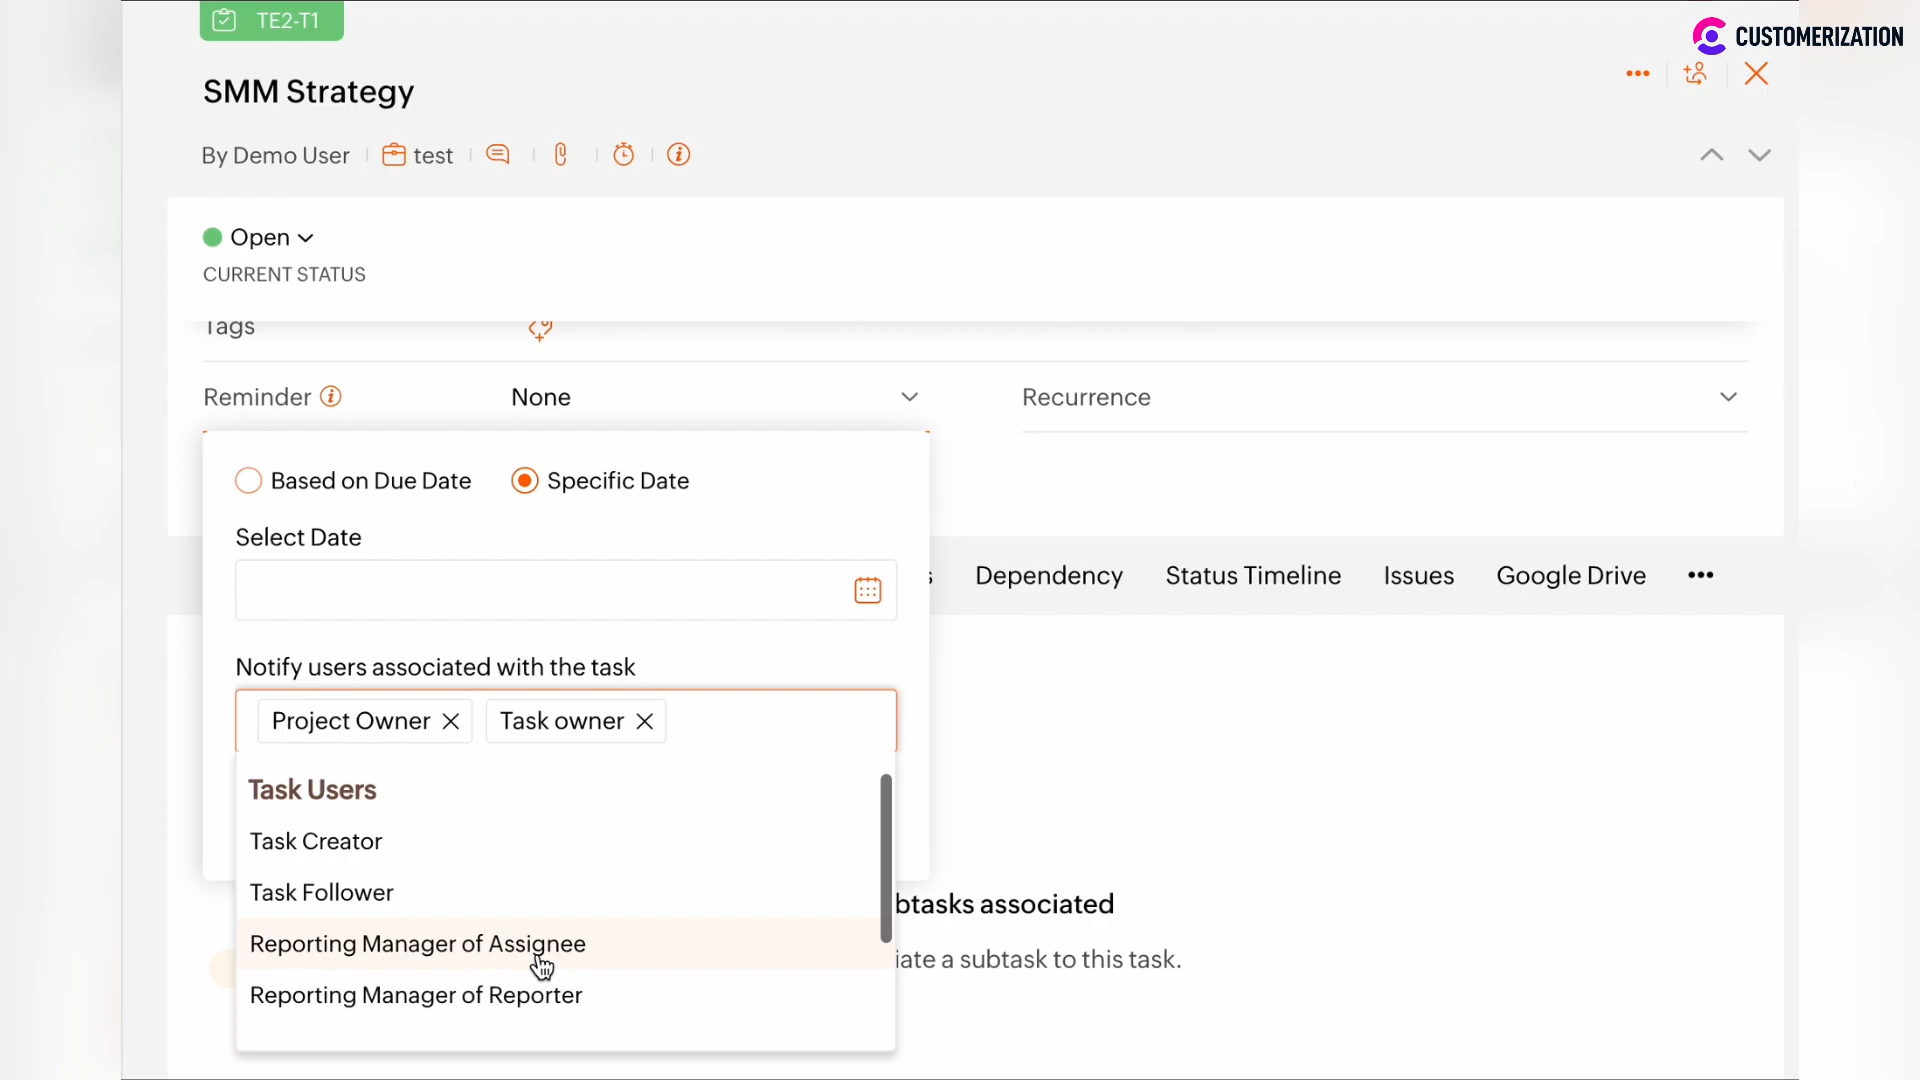 TE2-T1
CUSTOMERIZATION
SMM Strategy
By Demo User
test
Open
CURRENT STATUS
Tags
Reminder
None
Recurrence
Based on Due Date
Specific Date
Select Date
Dependency
Status Timeline
Issues
Google Drive
Notify users associated with the task
Project Owner
Task owner
Task Users
Task Creator
Task Follower
btasks associated
Reporting Manager of Assignee
iate a subtask to this task.
Reporting Manager of Reporter